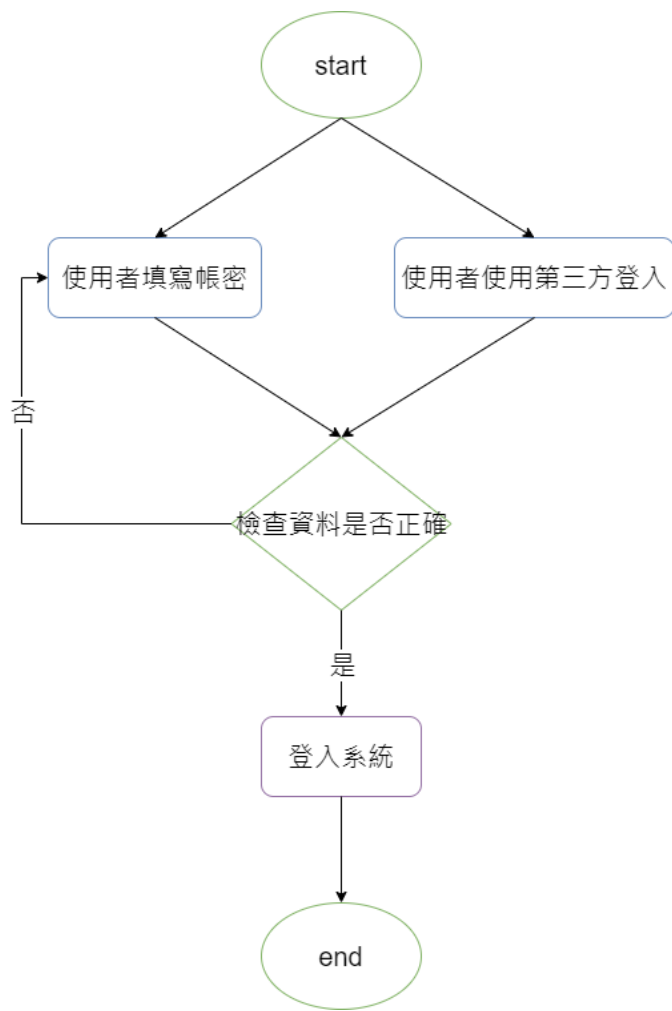 start
使用者填寫帳密
使用者使用第三方登入
否
檢查資料是否正確
是
登入系統
end